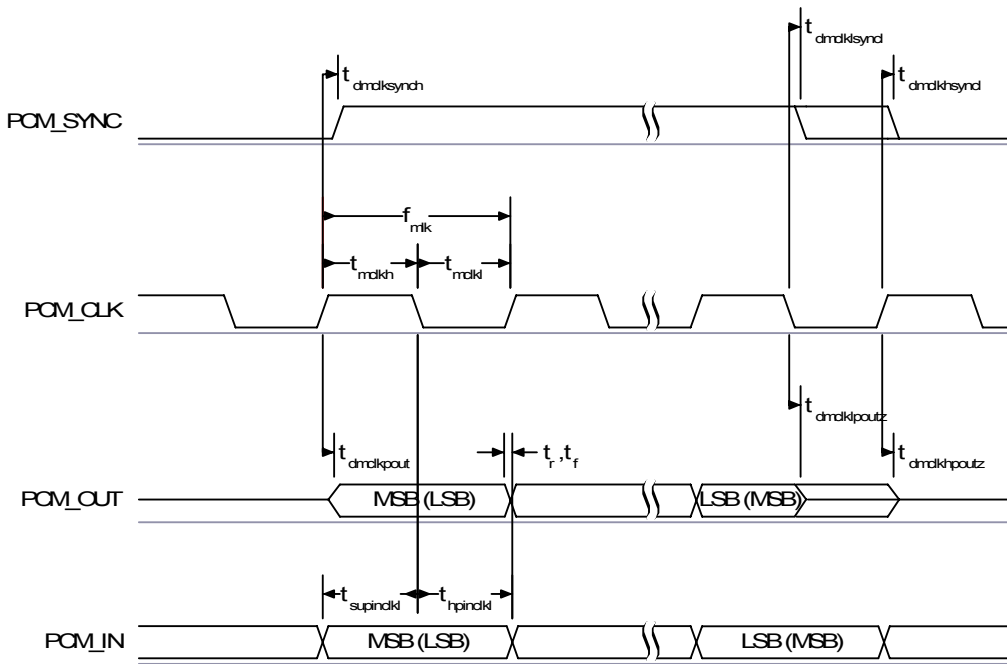 t dmclklsyncl
t dmclksynch
t dmclkhsyncl
PCM_SYNC
f mlk
t mclkh
t mclkl
PCM_CLK
t dmclklpoutz
t dmclkpout
t r ,t f
t dmclkhpoutz
PCM_OUT
MSB (LSB)
LSB (MSB)
t supinclkl
t hpinclkl
PCM_IN
MSB (LSB)
LSB (MSB)